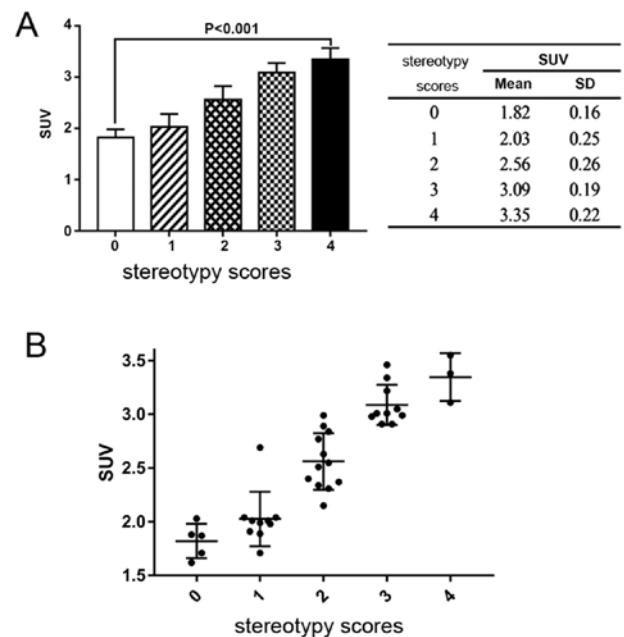 A
P<0.001
SUV
4
3
2
1
0
0 1 2 3 4
stereotypy scores
stereotypy scores SUV
Mean SD
0 1.82 0.16
1 2.03 0.25
2 2.56 0.26
3 3.09 0.19
4 3.35 0.22
B
SUV
3.5
3.0
2.5
2.0
1.5
0 1 2 3 4
stereotypy scores